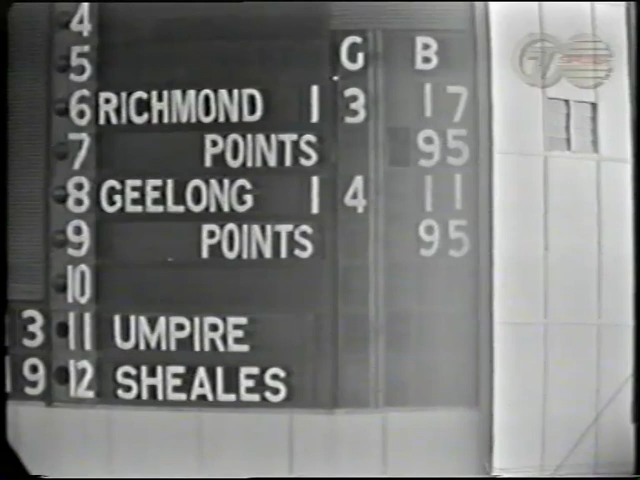 4
5 G B
6 RICHMOND 13 17
7 POINTS 95
8 GEELONG 14 11
9 POINTS 95
10
3 11 UMPIRE
19 12 SHEALES